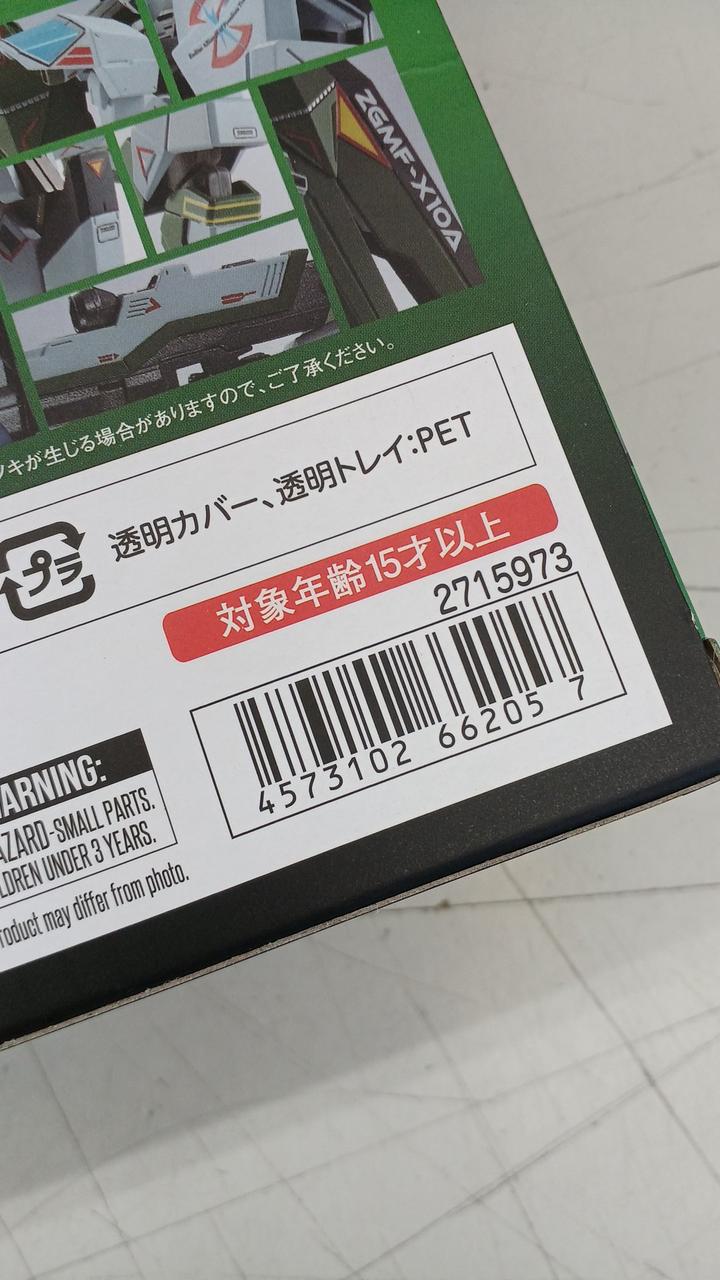 ZGMF-X10A
キが生じる場合がありますので、ご了承ください。
プラ
透明カバー、透明トレイ:PET
対象年齢15才以上
2715973
4573102 66205 7
ARNING:
AZARD-SMALL PARTS.
LDREN UNDER 3 YEARS.
roduct may differ from photo.